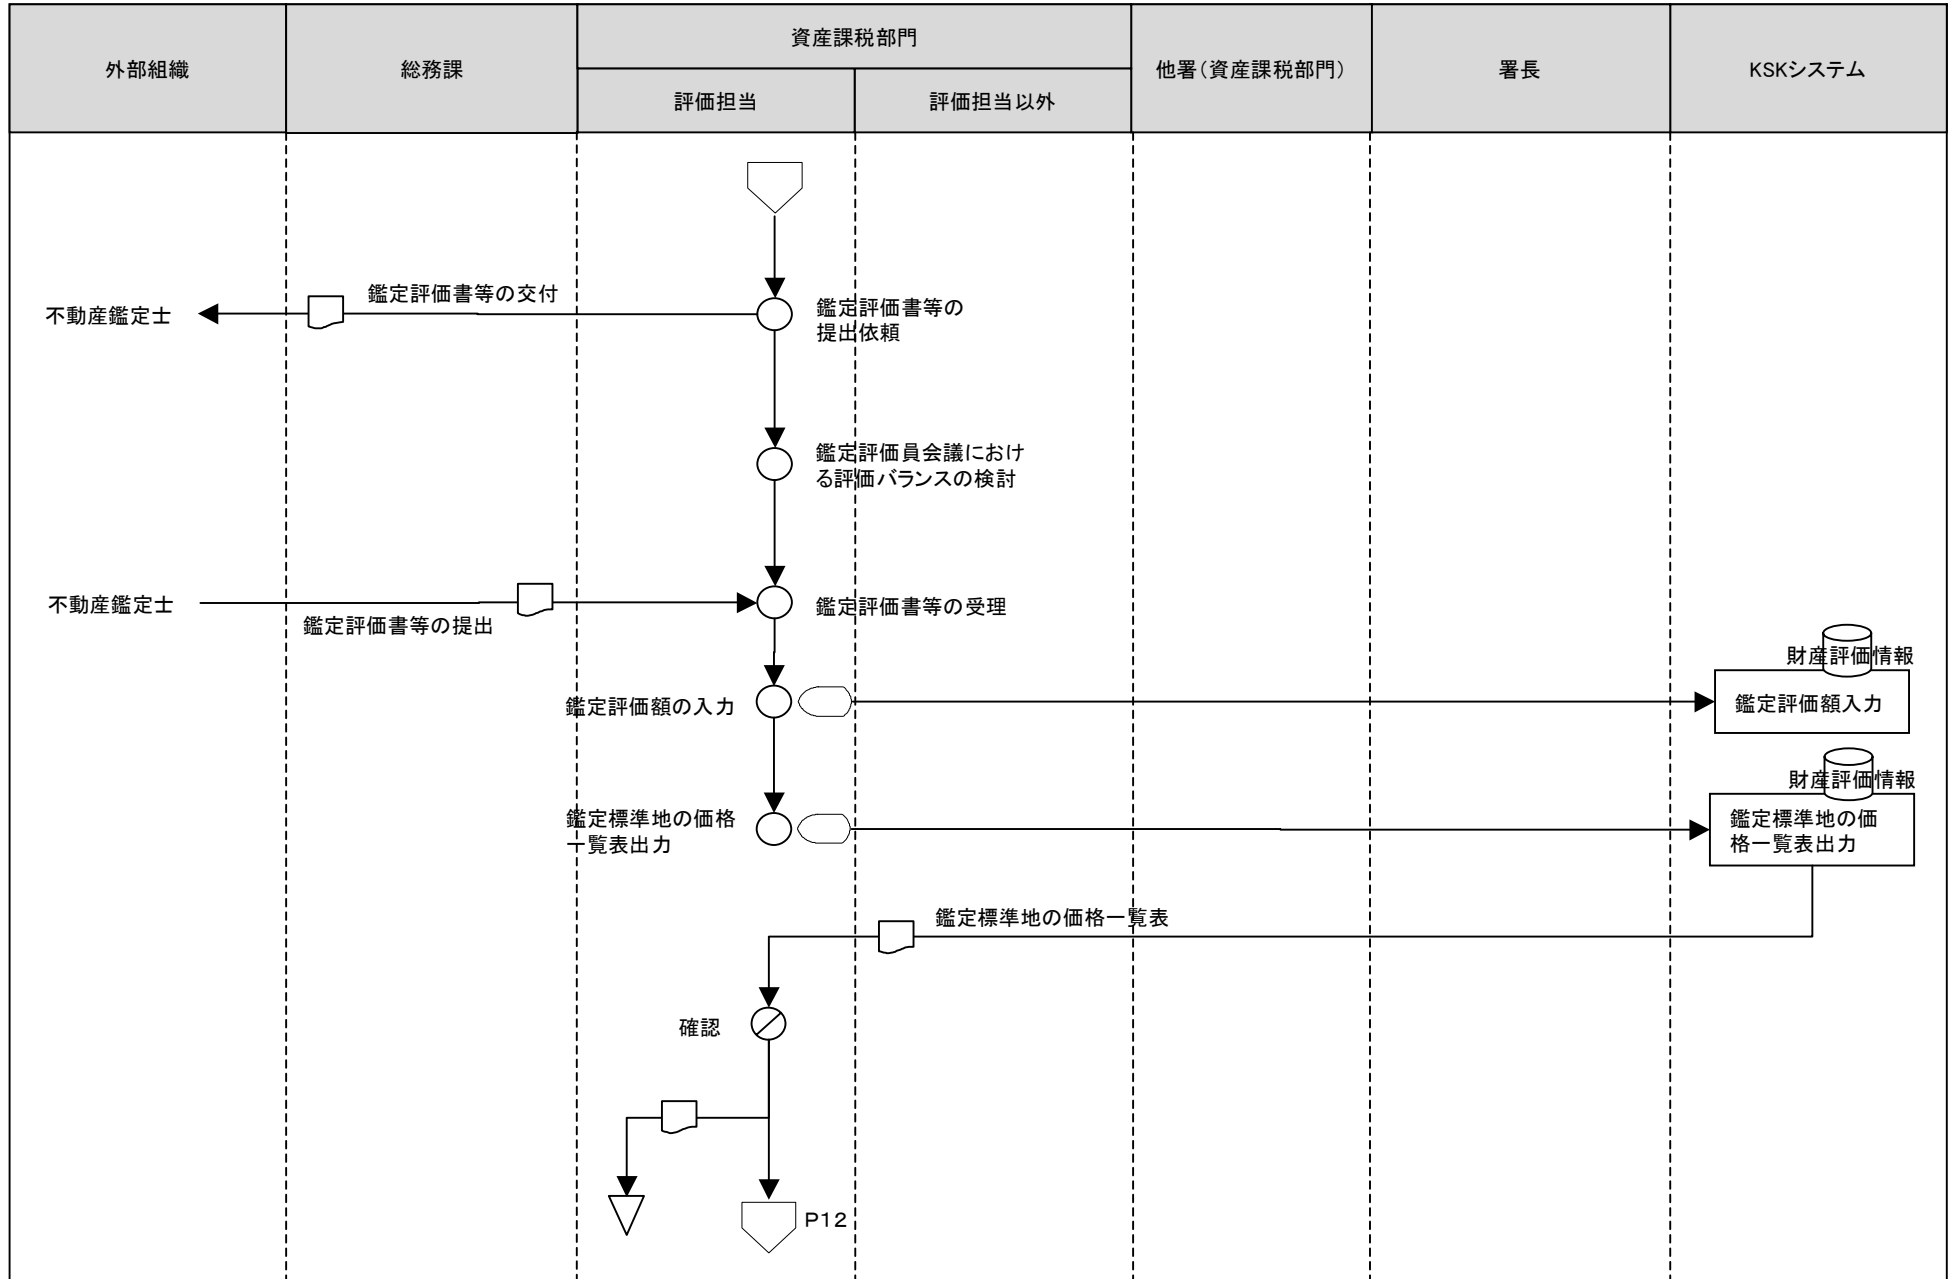 外部組織
総務課
資産課税部門
評価担当
評価担当以外
他署（資産課税部門）
署長
KSKシステム
鑑定評価書等の交付
不動産鑑定士
鑑定評価書等の
提出依頼
鑑定評価員会議におけ
る評価バランスの検討
不動産鑑定士
鑑定評価書等の提出
鑑定評価書等の受理
財産評価情報
鑑定評価額の入力
鑑定評価額入力
財産評価情報
鑑定標準地の価格
一覧表出力
鑑定標準地の価
格一覧表出力
鑑定標準地の価格一覧表
確認
P12